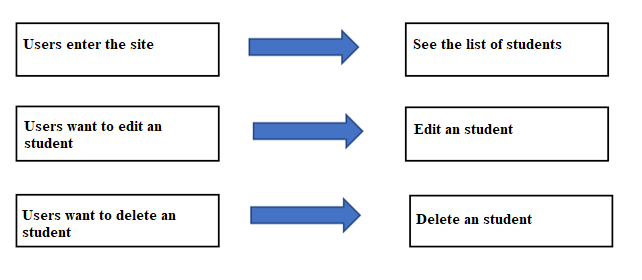 Users enter the site
See the list of students
Users want to edit an
student
Edit an student
Users want to delete an
student
Delete an student